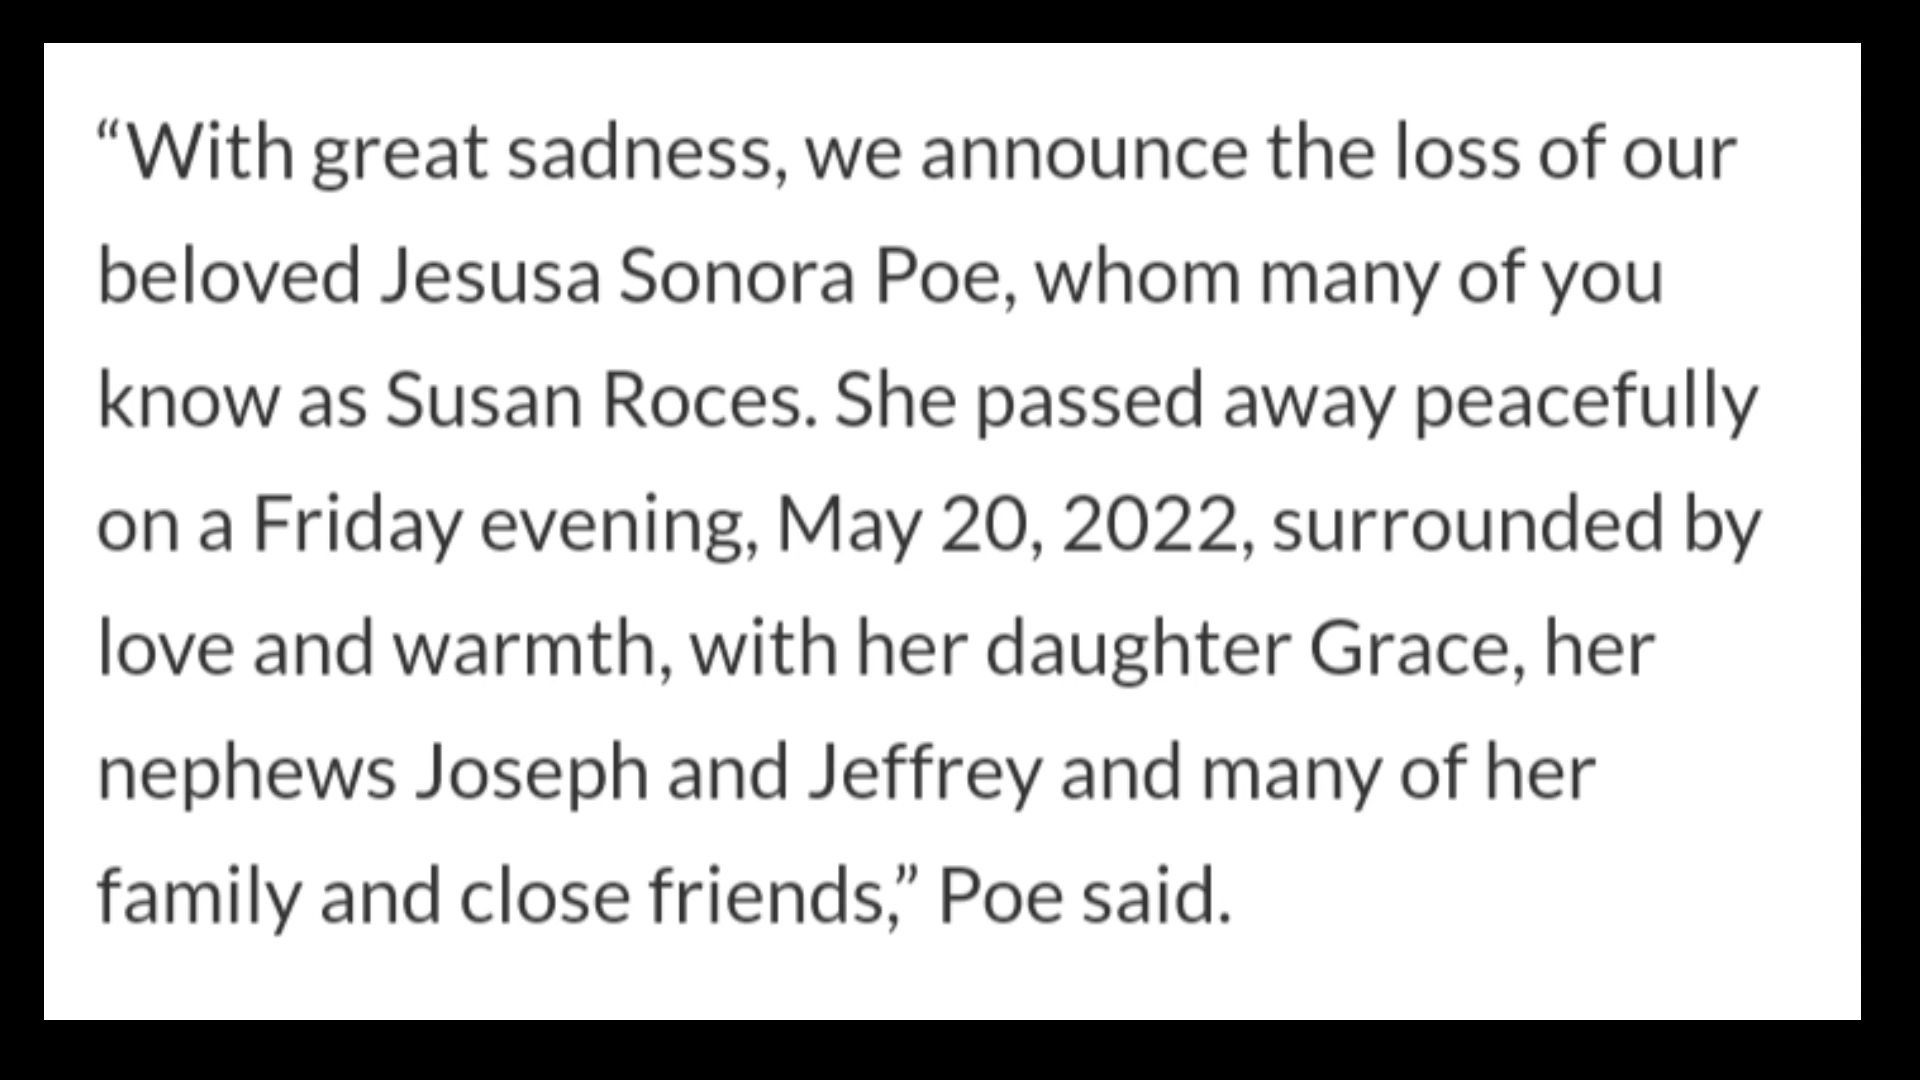 “With great sadness, we announce the loss of our
beloved Jesusa Sonora Poe, whom many of you
know as Susan Roces. She passed away peacefully
on a Friday evening, May 20, 2022, surrounded by
love and warmth, with her daughter Grace, her
nephews Joseph and Jeffrey and many of her
family and close friends,” Poe said.